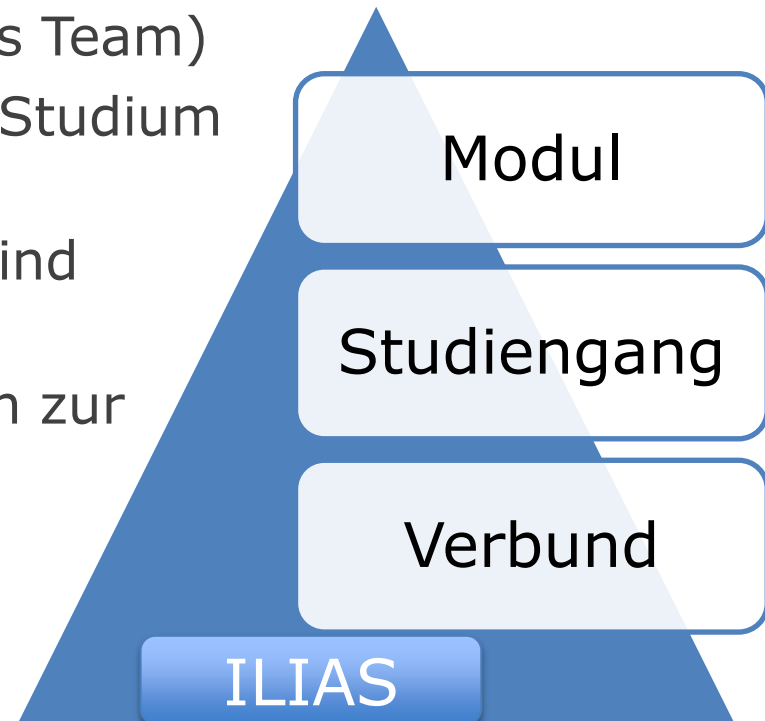 s Team)
Studium
ind
n zur
Modul
Studiengang
Verbund
ILIAS